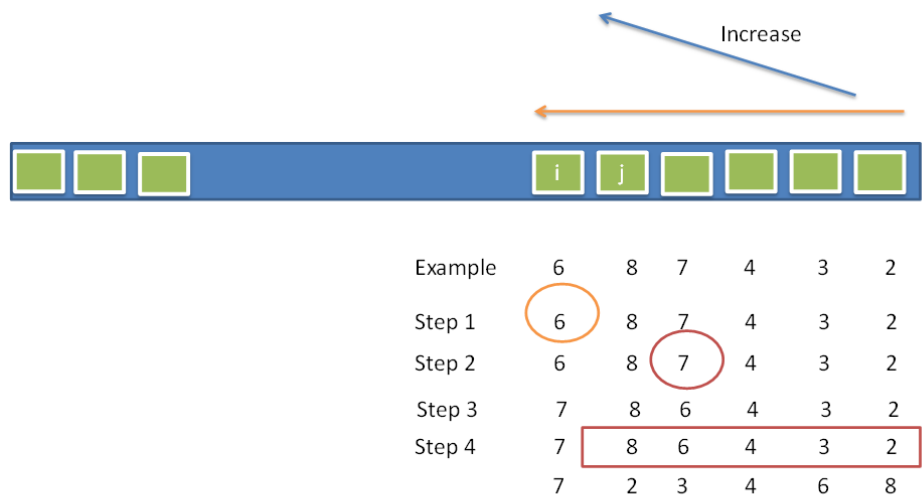 Increase
i j
Example 6 8 7 4 3 2
Step 1 6 8 7 4 3 2
Step 2 6 8 7 4 3 2
Step 3 7 8 6 4 3 2
Step 4 7 8 6 4 3 2
7 2 3 4 6 8